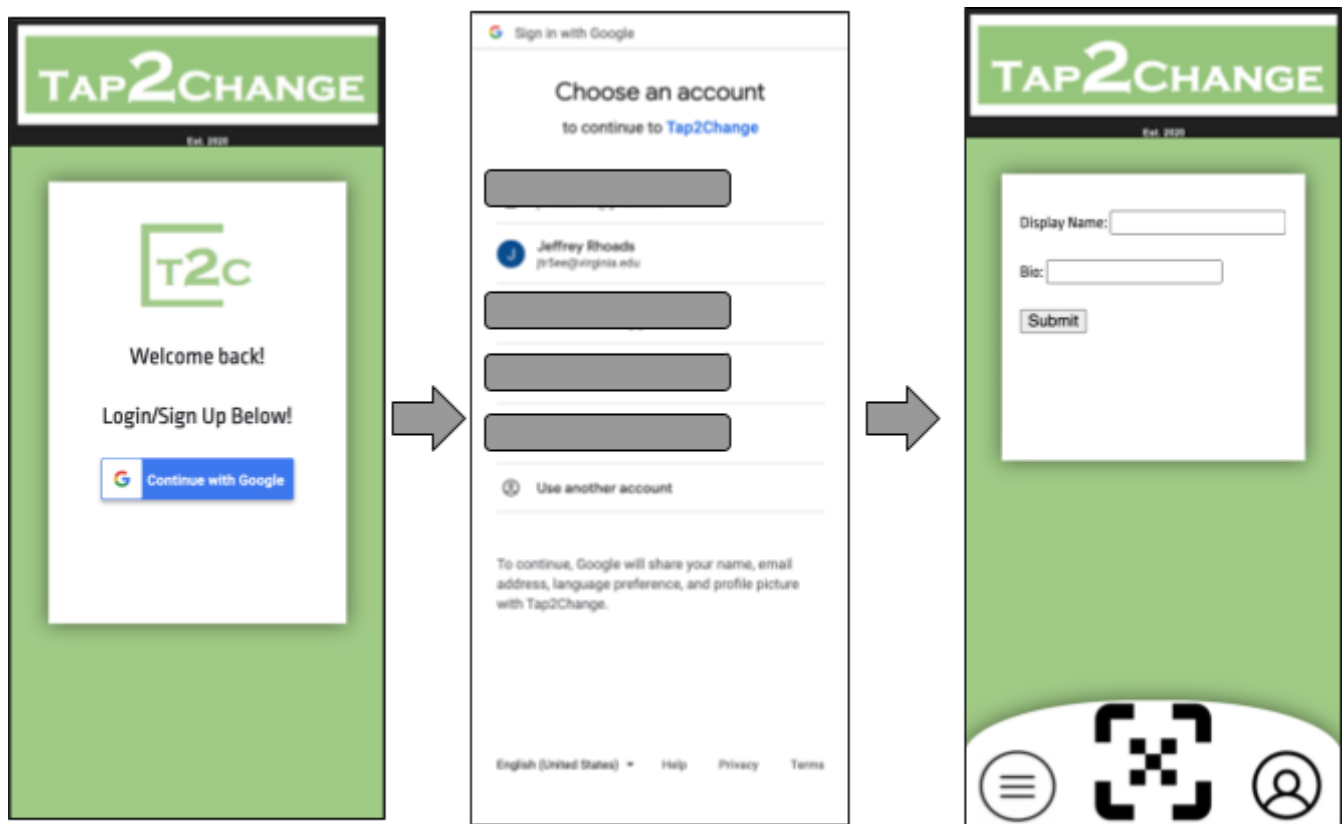 TAP2CHANGE
Est. 2020
T2C
Welcome back!
Login/Sign Up Below!
Continue with Google
Sign in with Google
Choose an account
to continue to Tap2Change
J
Jeffrey Rhoads
jtr5ee@virginia.edu
Use another account
To continue, Google will share your name, email
address, language preference, and profile picture
with Tap2Change.
English (United States)
Help
Privacy
Terms
TAP2CHANGE
Est. 2020
Display Name:
Bio:
Submit